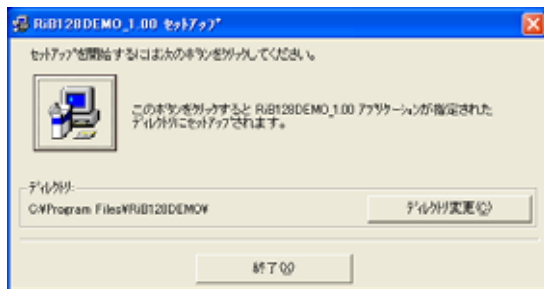 RiB128DEMO_1.00 ｾｯﾄｱｯﾌﾟ
ｾｯﾄｱｯﾌﾟを開始するには次のﾎﾞﾀﾝをｸﾘｯｸしてください。
このﾎﾞﾀﾝをｸﾘｯｸすると RiB128DEMO_1.00 ｱﾌﾟﾘｹｰｼｮﾝが指定された
ﾃﾞｨﾚｸﾄﾘにｾｯﾄｱｯﾌﾟされます。
ﾃﾞｨﾚｸﾄﾘ:
C:¥Program Files¥RiB128DEMO¥
ﾃﾞｨﾚｸﾄﾘ変更(C)
終了(X)